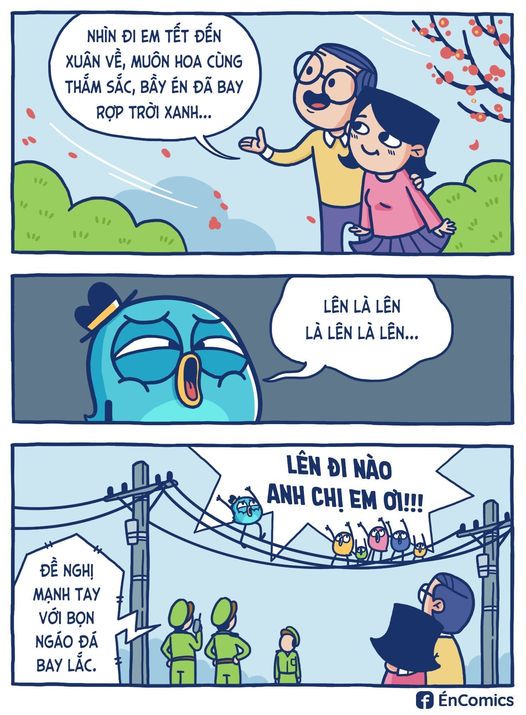 NHÌN ĐI EM TẾT ĐẾN
XUÂN VỀ, MUÔN HOA CÙNG
THẮM SẮC, BẦY ÉN ĐÃ BAY
RỢP TRỜI XANH...
LÊN LÀ LÊN
LÀ LÊN LÀ LÊN...
LÊN ĐI NÀO
ANH CHỊ EM ƠI!!!
ĐỀ NGHỊ
MẠNH TAY
VỚI BỌN
NGÁO ĐÁ
BAY LẮC.
ÉnComics